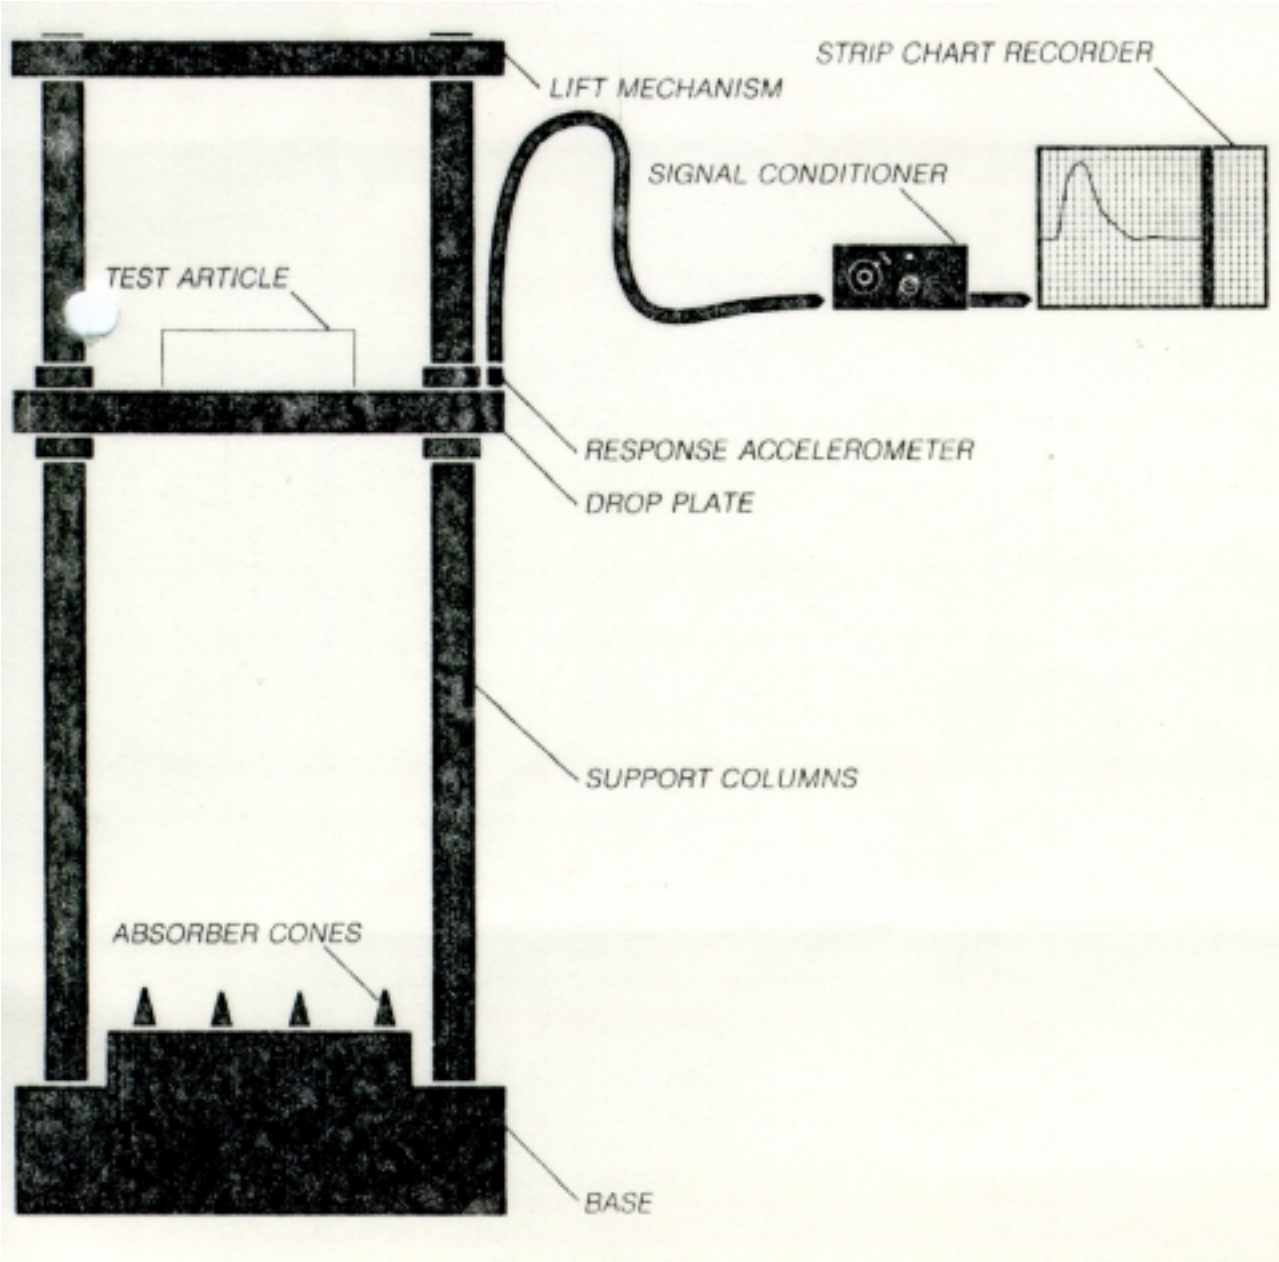 STRIP CHART RECORDER
LIFT MECHANISM
SIGNAL CONDITIONER
TEST ARTICLE
RESPONSE ACCELEROMETER
DROP PLATE
SUPPORT COLUMNS
ABSORBER CONES
BASE